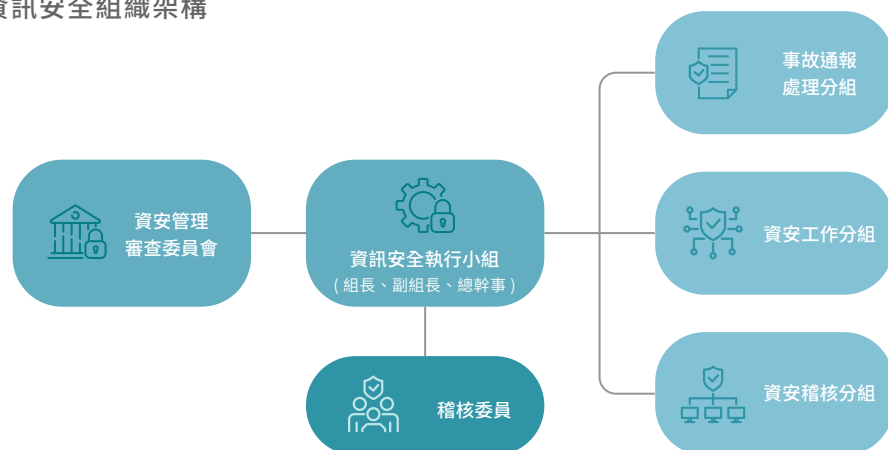 資訊安全組織架構
事故通報
處理分組
資安管理
審查委員會
資訊安全執行小組
(組長、副組長、總幹事)
資安工作分組
稽核委員
資安稽核分組